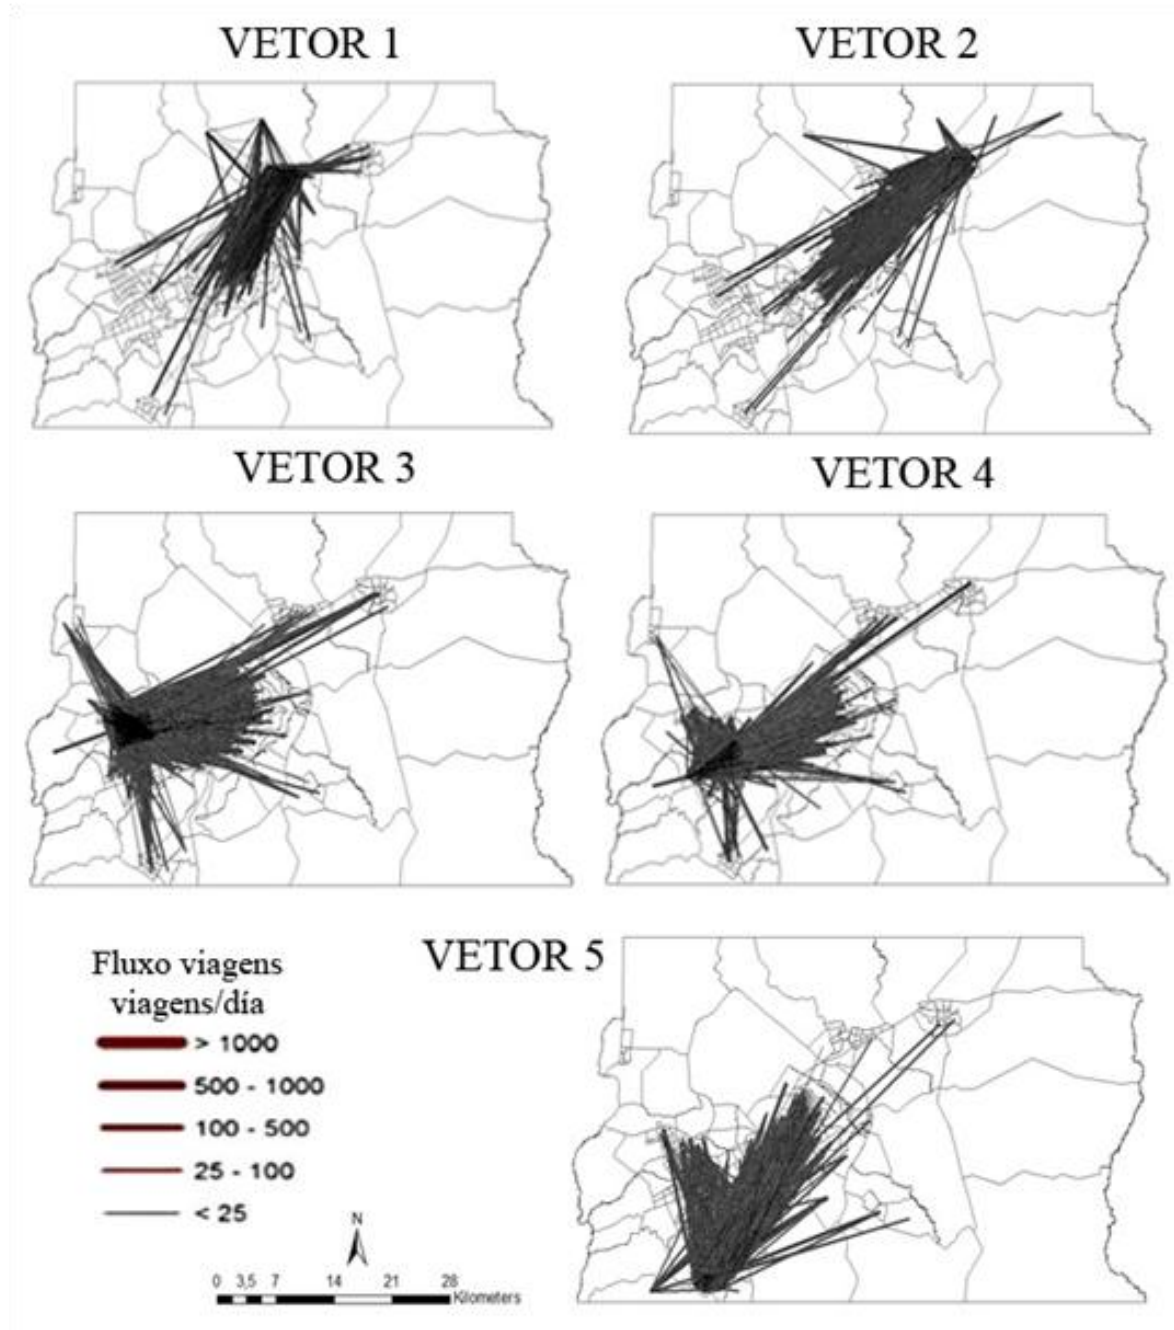 VETOR 1
VETOR 2
VETOR 3
VETOR 4
VETOR 5
Fluxo viagens
viagens/día
> 1000
500 - 1000
100 - 500
25 - 100
< 25
N
0 3,5 7 14 21 28
Kilometers